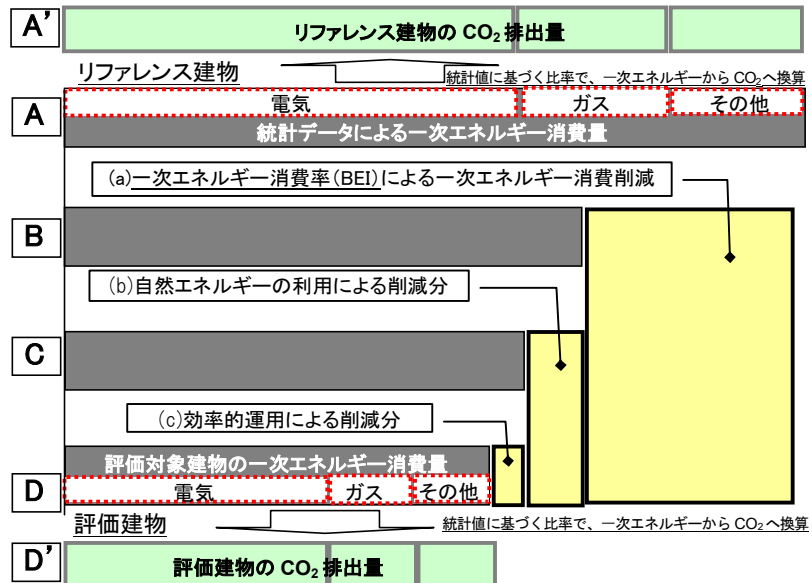 A'
リファレンス建物の CO₂ 排出量
リファレンス建物
統計値に基づく比率で、一次エネルギーから CO₂ へ換算
A
電気
ガス
その他
統計データによる一次エネルギー消費量
(a)一次エネルギー消費率(BEI)による一次エネルギー消費削減
B
(b)自然エネルギーの利用による削減分
C
(c)効率的運用による削減分
評価対象建物の一次エネルギー消費量
D
電気
ガス
その他
評価建物
統計値に基づく比率で、一次エネルギーから CO₂ へ換算
D'
評価建物の CO₂ 排出量